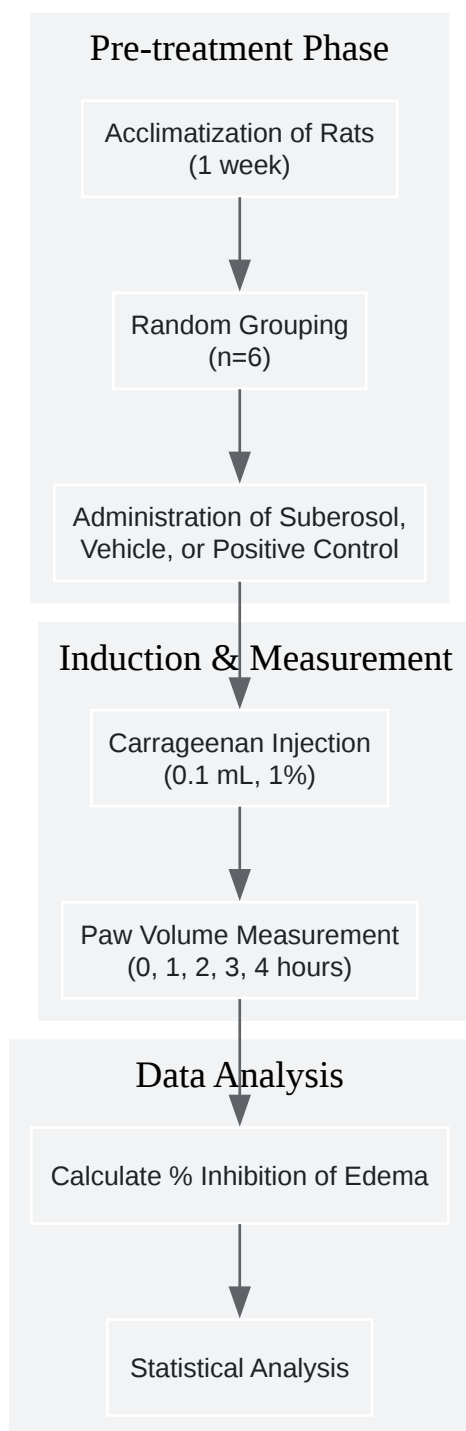 Pre-treatment Phase
Acclimatization of Rats
(1 week)
Random Grouping
(n=6)
Administration of Suberosol,
Vehicle, or Positive Control
Induction & Measurement
Carrageenan Injection
(0.1 mL, 1%)
Paw Volume Measurement
(0, 1, 2, 3, 4 hours)
Data Analysis
Calculate % Inhibition of Edema
Statistical Analysis